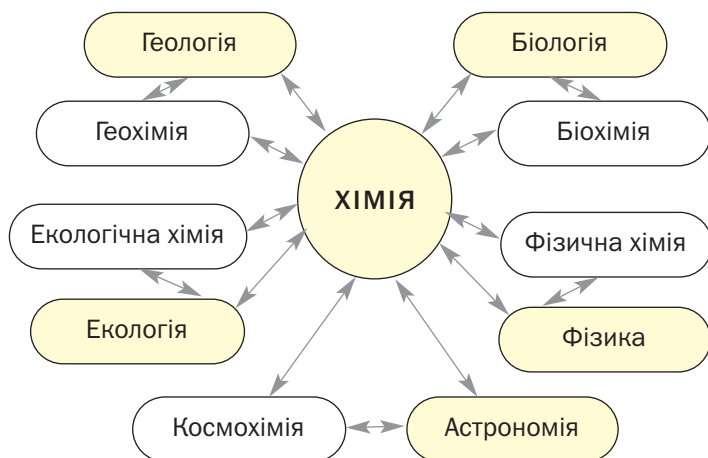 Геологія
Біологія
Геохімія
Біохімія
ХІМІЯ
Екологічна хімія
Фізична хімія
Екологія
Фізика
Космохімія
Астрономія